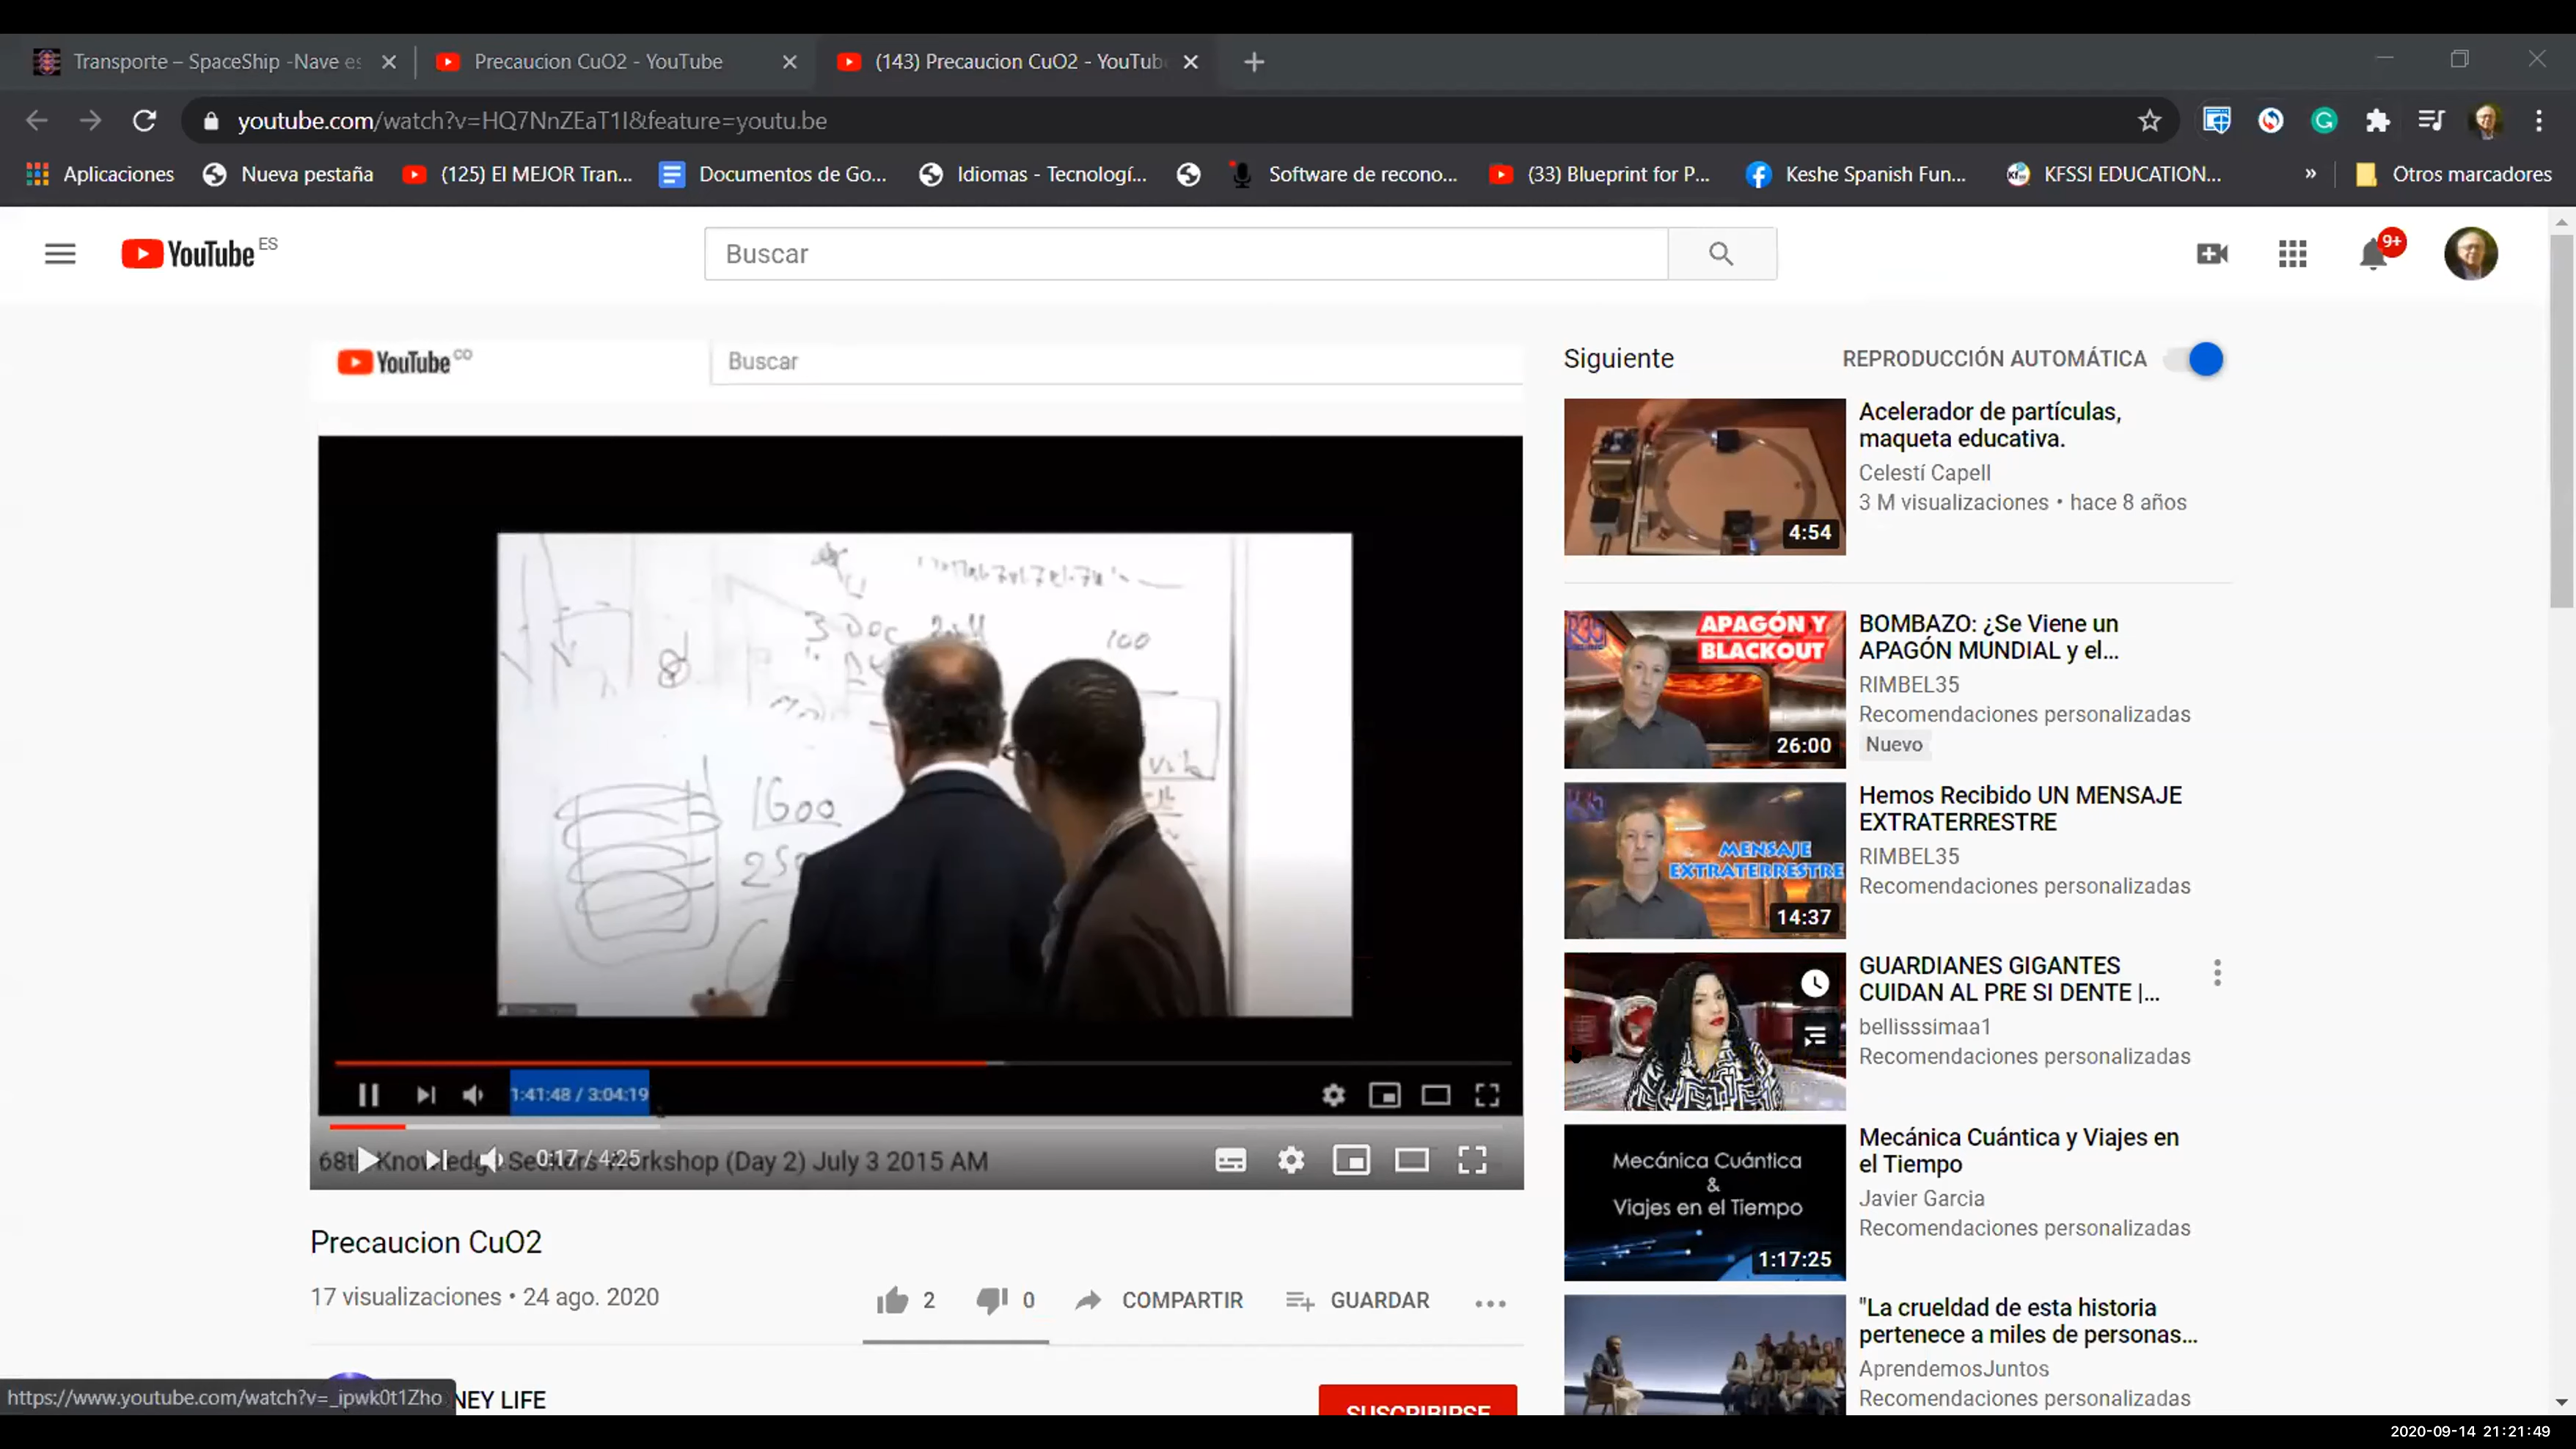 Transporte – SpaceShip -Nave es
Precaucion CuO2 - YouTube
(143) Precaucion CuO2 - YouTube
youtube.com/watch?v=HQ7NnZEaT1I&feature=youtu.be
Aplicaciones
Nueva pestaña
(125) El MEJOR Tran...
Documentos de Go...
Idiomas - Tecnologí...
Software de recono...
(33) Blueprint for P...
Keshe Spanish Fun...
KFSSI EDUCATION...
»
Otros marcadores
YouTube ES
Buscar
9+
YouTube CO
Buscar
3 Dec
100
1600
1:41:48 / 3:04:19
0:17 / 4:25
68th Knowledge Seekers Workshop (Day 2) July 3 2015 AM
Precaucion CuO2
17 visualizaciones • 24 ago. 2020
2
0
COMPARTIR
GUARDAR
NEY LIFE
SUSCRIBIRSE
https://www.youtube.com/watch?v=_ipwk0t1Zho
Siguiente
REPRODUCCIÓN AUTOMÁTICA
4:54
Acelerador de partículas,
maqueta educativa.
Celestí Capell
3 M visualizaciones • hace 8 años
R35
APAGÓN Y
BLACKOUT
26:00
BOMBAZO: ¿Se Viene un
APAGÓN MUNDIAL y el...
RIMBEL35
Recomendaciones personalizadas
Nuevo
MENSAJE
EXTRATERRESTRE
14:37
Hemos Recibido UN MENSAJE
EXTRATERRESTRE
RIMBEL35
Recomendaciones personalizadas
GUARDIANES GIGANTES
CUIDAN AL PRE SI DENTE |...
bellisssimaa1
Recomendaciones personalizadas
Mecánica Cuántica
&
Viajes en el Tiempo
1:17:25
Mecánica Cuántica y Viajes en
el Tiempo
Javier Garcia
Recomendaciones personalizadas
"La crueldad de esta historia
pertenece a miles de personas...
AprendemosJuntos
Recomendaciones personalizadas
2020-09-14 21:21:49